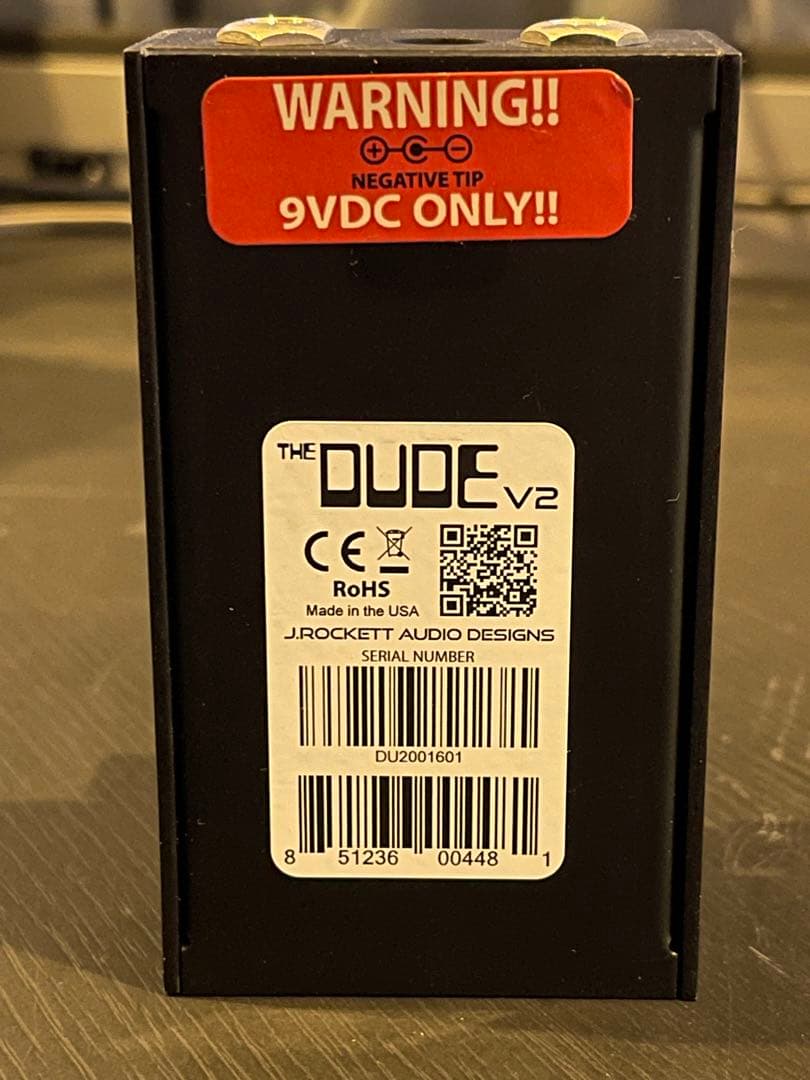 WARNING!!
NEGATIVE TIP
9VDC ONLY!!
THE DUDE V2
CE
RoHS
Made in the USA
J.ROCKETT AUDIO DESIGNS
SERIAL NUMBER
DU2001601
8 51236 00448 1